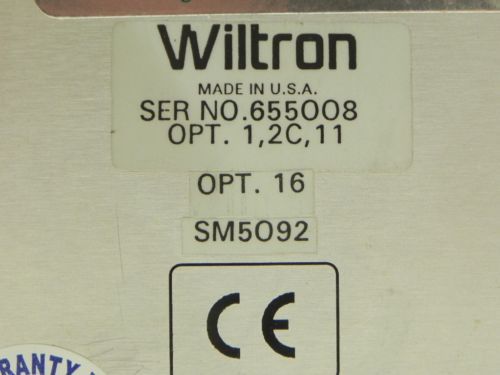 Wiltron
MADE IN U.S.A.
SER NO.655008
OPT. 1,2C,11
OPT. 16
SM5092
CE